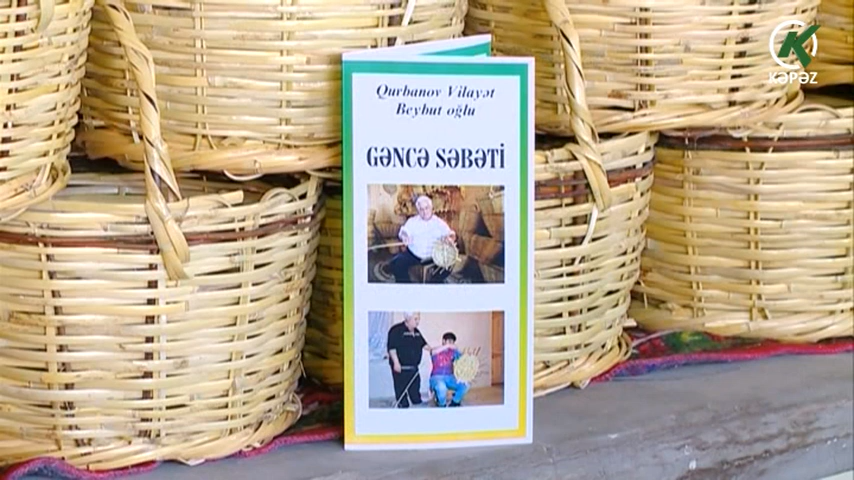 Qurbanov Vilayət
Beybut oğlu
GƏNCƏ SƏBƏTİ
K
KƏPƏZ